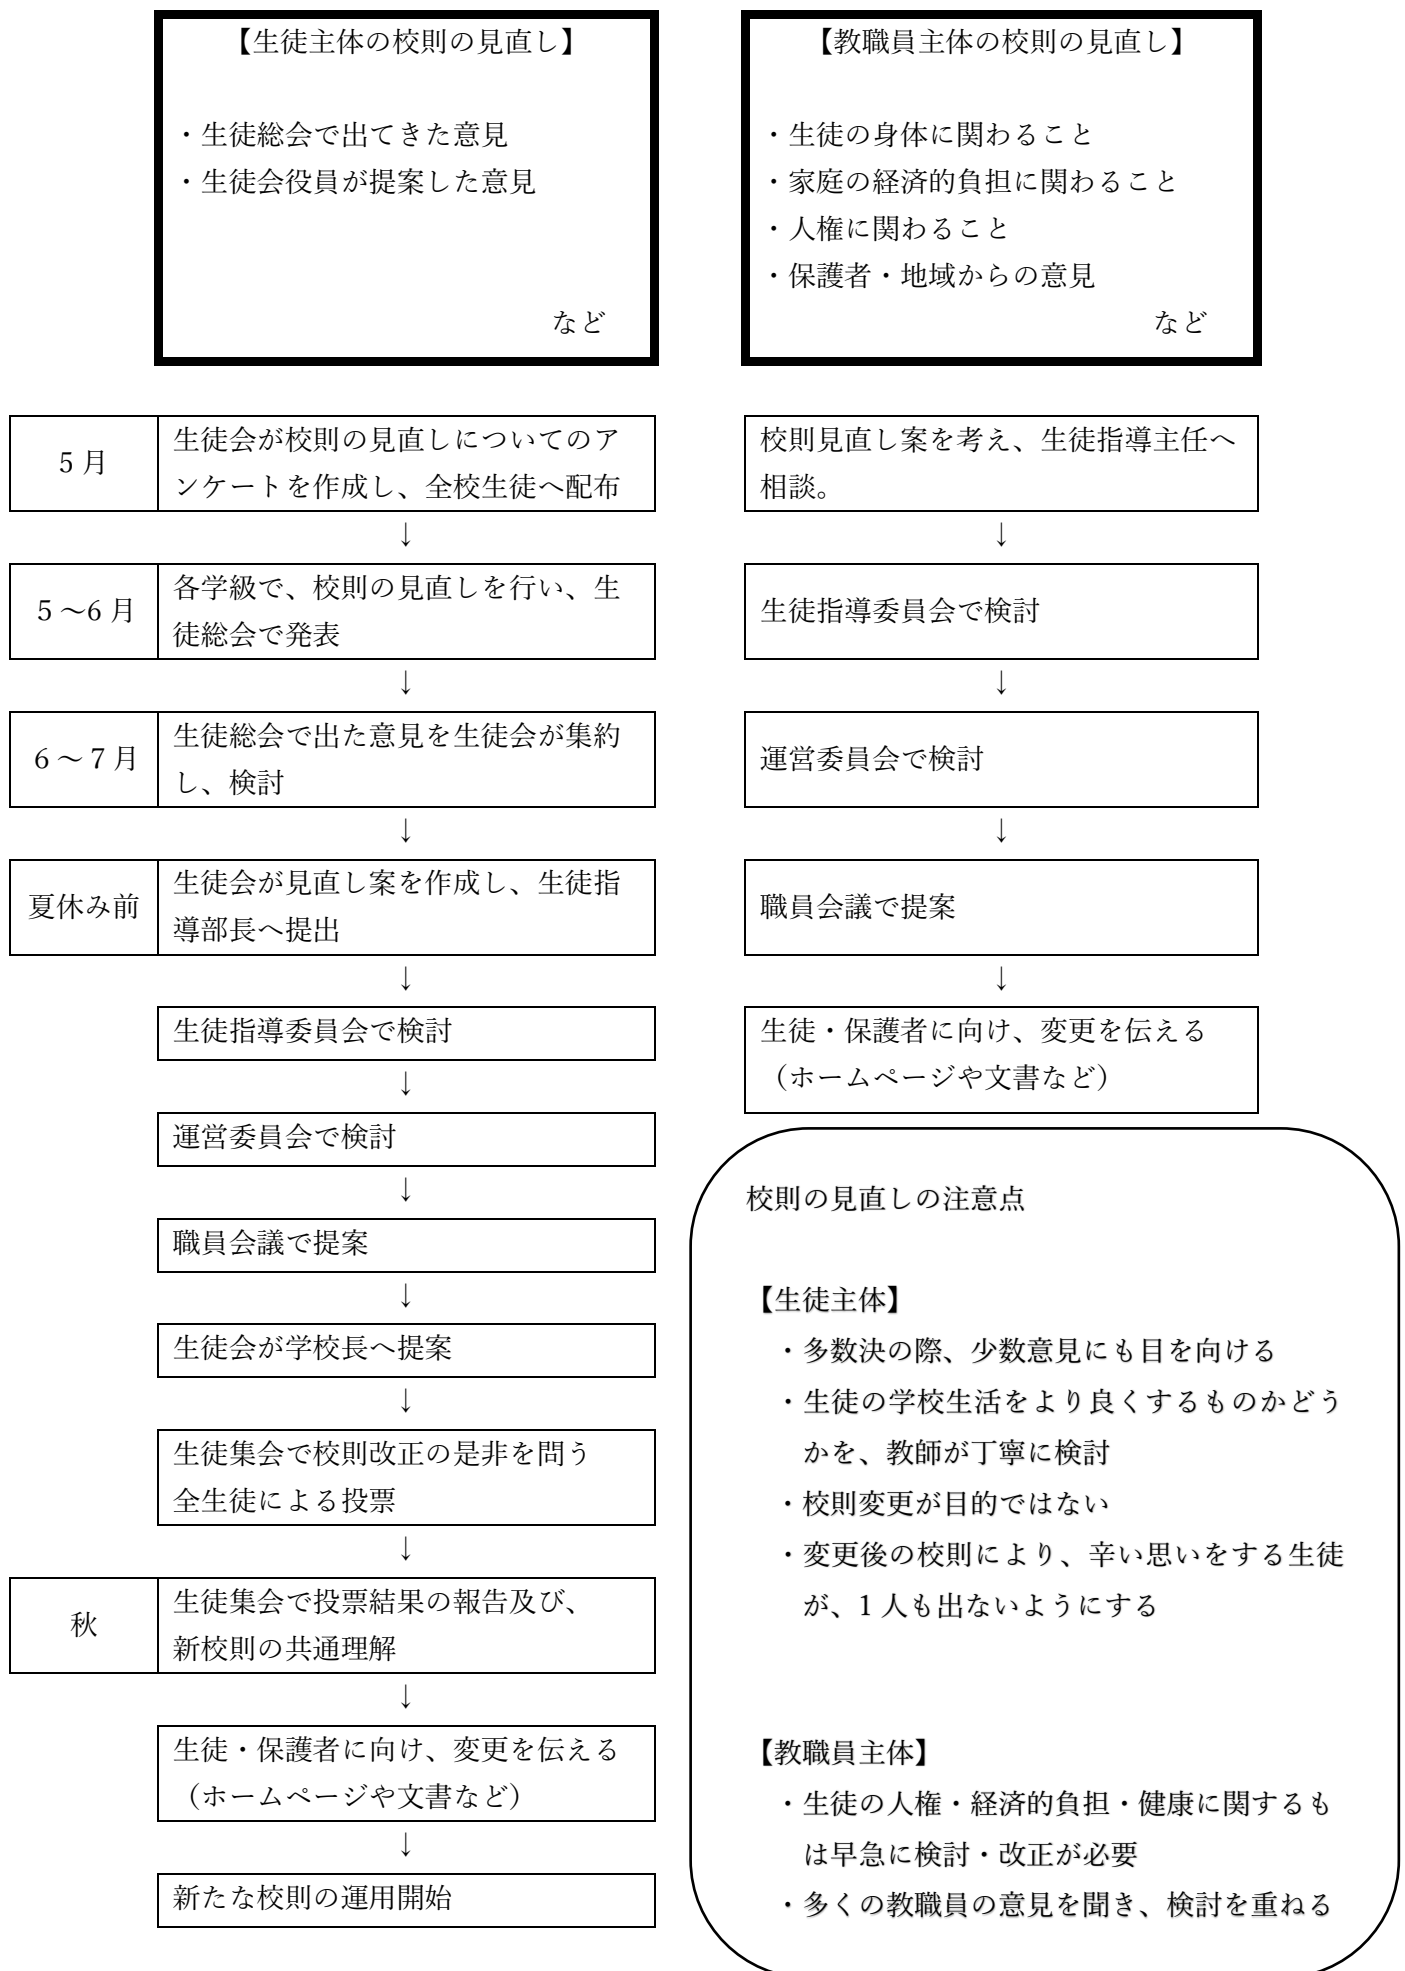 【生徒主体の校則の見直し】
・生徒総会で出てきた意見
・生徒会役員が提案した意見
など
【教職員主体の校則の見直し】
・生徒の身体に関わること
・家庭の経済的負担に関わること
・人権に関わること
・保護者・地域からの意見
など
5月
生徒会が校則の見直しについてのア
ンケートを作成し、全校生徒へ配布
↓
5～6月
各学級で、校則の見直しを行い、生
徒総会で発表
↓
6～7月
生徒総会で出た意見を生徒会が集約
し、検討
↓
夏休み前
生徒会が見直し案を作成し、生徒指
導部長へ提出
↓
生徒指導委員会で検討
↓
運営委員会で検討
↓
職員会議で提案
↓
生徒会が学校長へ提案
↓
生徒集会で校則改正の是非を問う
全生徒による投票
↓
秋
生徒集会で投票結果の報告及び、
新校則の共通理解
↓
生徒・保護者に向け、変更を伝える
（ホームページや文書など）
↓
新たな校則の運用開始
校則見直し案を考え、生徒指導主任へ
相談。
↓
生徒指導委員会で検討
↓
運営委員会で検討
↓
職員会議で提案
↓
生徒・保護者に向け、変更を伝える
（ホームページや文書など）
校則の見直しの注意点
【生徒主体】
・多数決の際、少数意見にも目を向ける
・生徒の学校生活をより良くするものかどう
かを、教師が丁寧に検討
・校則変更が目的ではない
・変更後の校則により、辛い思いをする生徒
が、1人も出ないようにする
【教職員主体】
・生徒の人権・経済的負担・健康に関するも
は早急に検討・改正が必要
・多くの教職員の意見を聞き、検討を重ねる